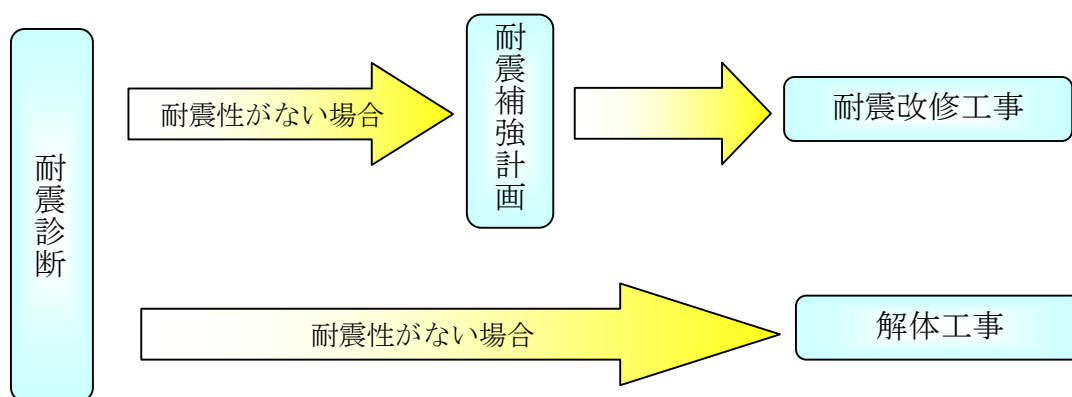 耐震診断
耐震性がない場合
耐震補強計画
耐震改修工事
耐震性がない場合
解体工事